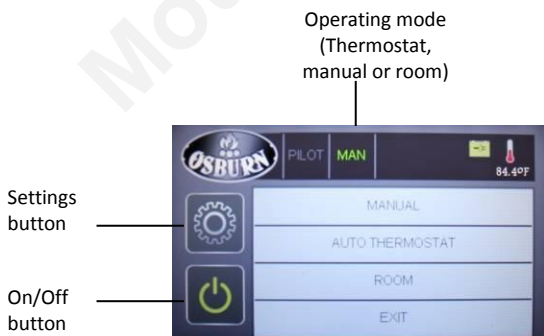 Operating mode
(Thermostat,
manual or room)
OSBURN
PILOT MAN
84.4°F
Settings
button
MANUAL
AUTO THERMOSTAT
ROOM
On/Off
button
EXIT